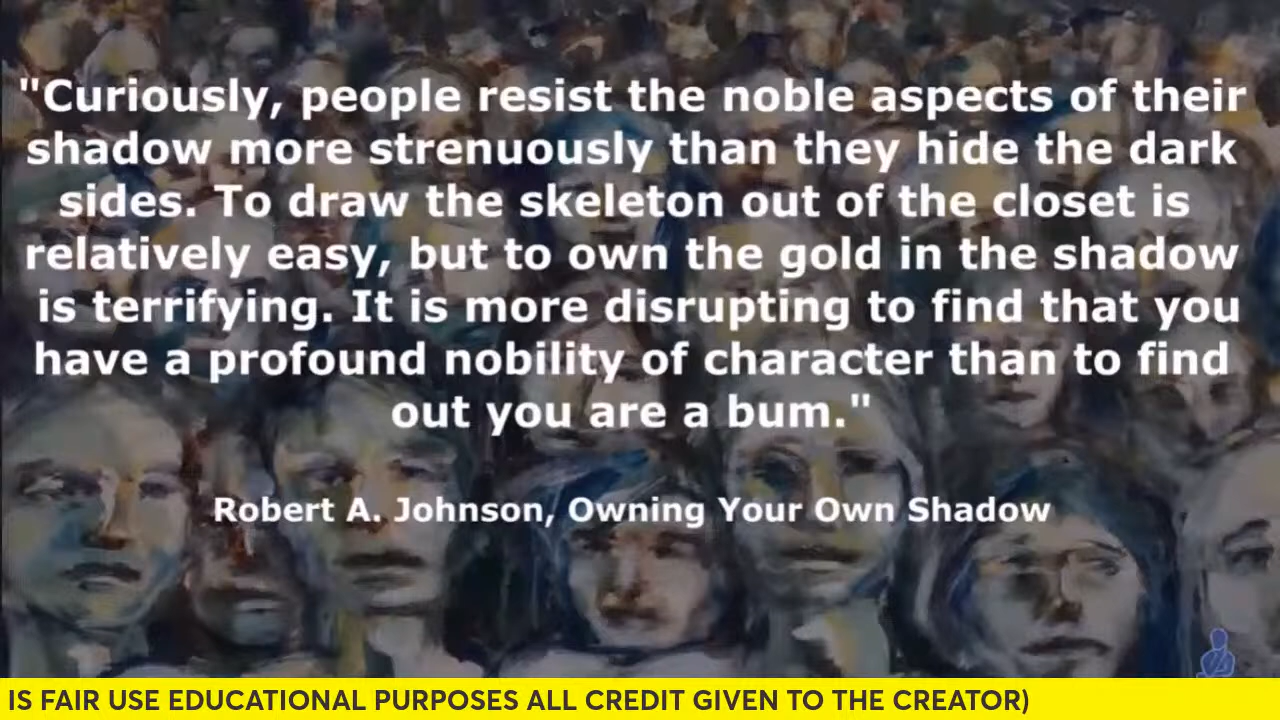 "Curiously, people resist the noble aspects of their
shadow more strenuously than they hide the dark
sides. To draw the skeleton out of the closet is
relatively easy, but to own the gold in the shadow
is terrifying. It is more disrupting to find that you
have a profound nobility of character than to find
out you are a bum."
Robert A. Johnson, Owning Your Own Shadow
IS FAIR USE EDUCATIONAL PURPOSES ALL CREDIT GIVEN TO THE CREATOR)